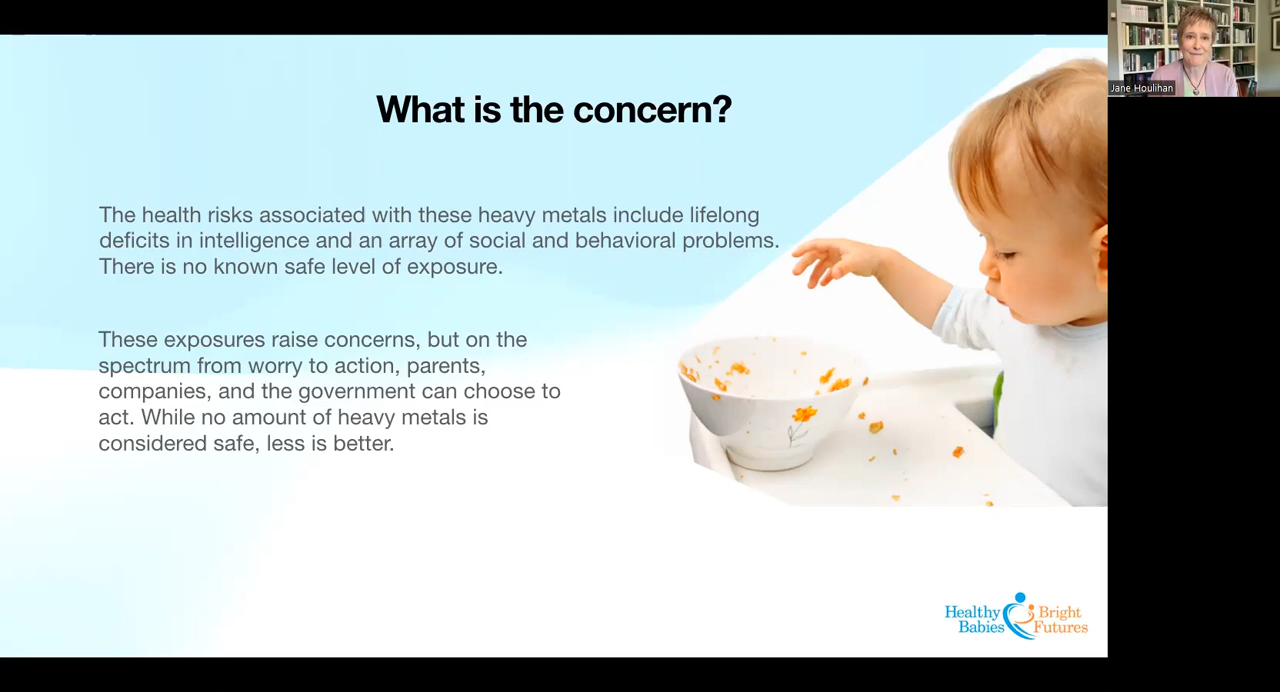 What is the concern?
The health risks associated with these heavy metals include lifelong
deficits in intelligence and an array of social and behavioral problems.
There is no known safe level of exposure.
These exposures raise concerns, but on the
spectrum from worry to action, parents,
companies, and the government can choose to
act. While no amount of heavy metals is
considered safe, less is better.
Jane Houlihan
Healthy Bright
Babies Futures